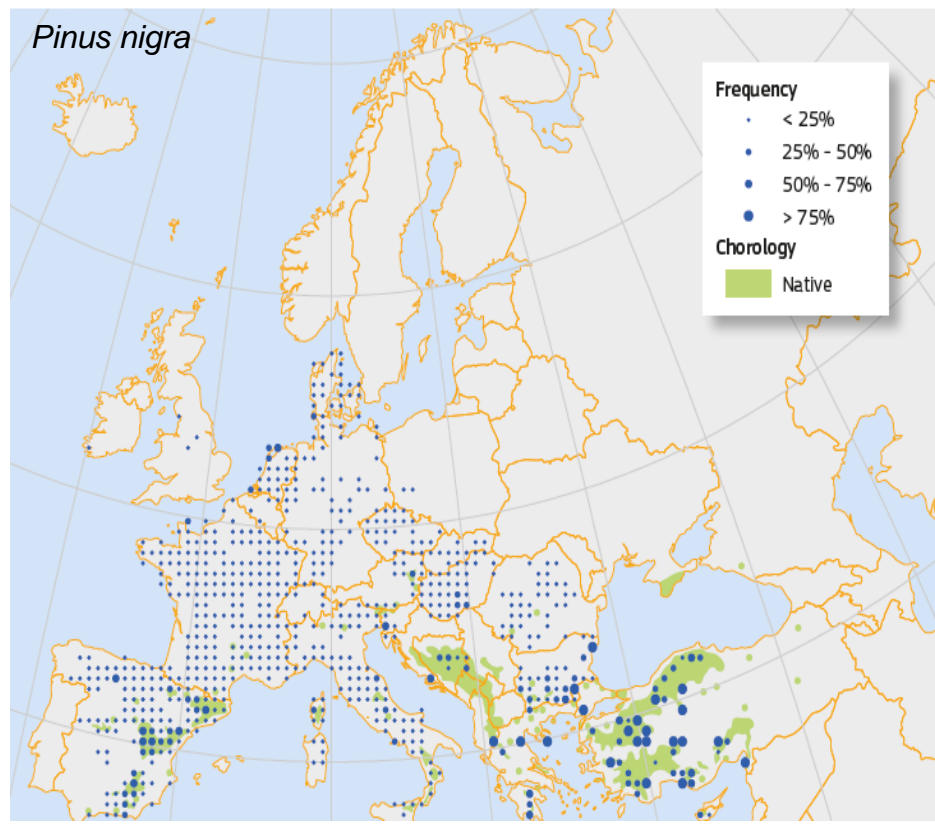 Pinus nigra
Frequency
< 25%
25% - 50%
50% - 75%
> 75%
Chorology
Native